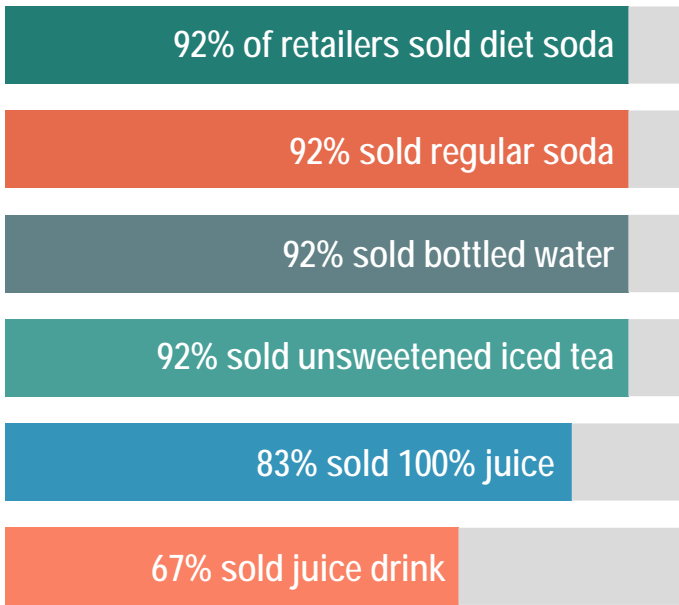 92% of retailers sold diet soda
92% sold regular soda
92% sold bottled water
92% sold unsweetened iced tea
83% sold 100% juice
67% sold juice drink